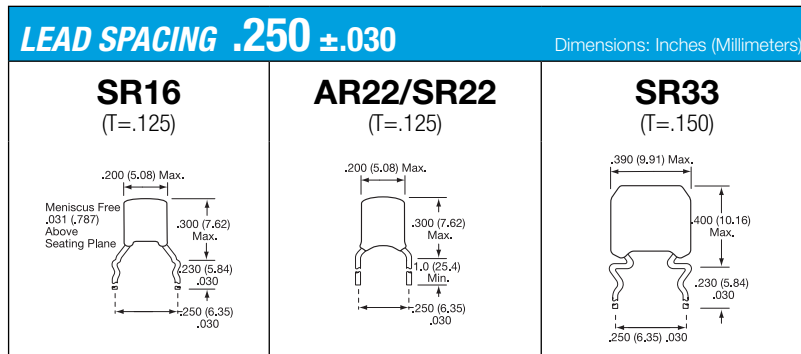 LEAD SPACING .250 ±.030
Dimensions: Inches (Millimeters)
SR16
(T=.125)
.200 (5.08) Max.
Meniscus Free
.031 (.787)
Above
Seating Plane
.300 (7.62)
Max.
.230 (5.84)
.030
.250 (6.35)
.030
AR22/SR22
(T=.125)
.200 (5.08) Max.
.300 (7.62)
Max.
1.0 (25.4)
Min.
.250 (6.35)
.030
SR33
(T=.150)
.390 (9.91) Max.
.400 (10.16)
Max.
.230 (5.84)
.030
.250 (6.35) .030